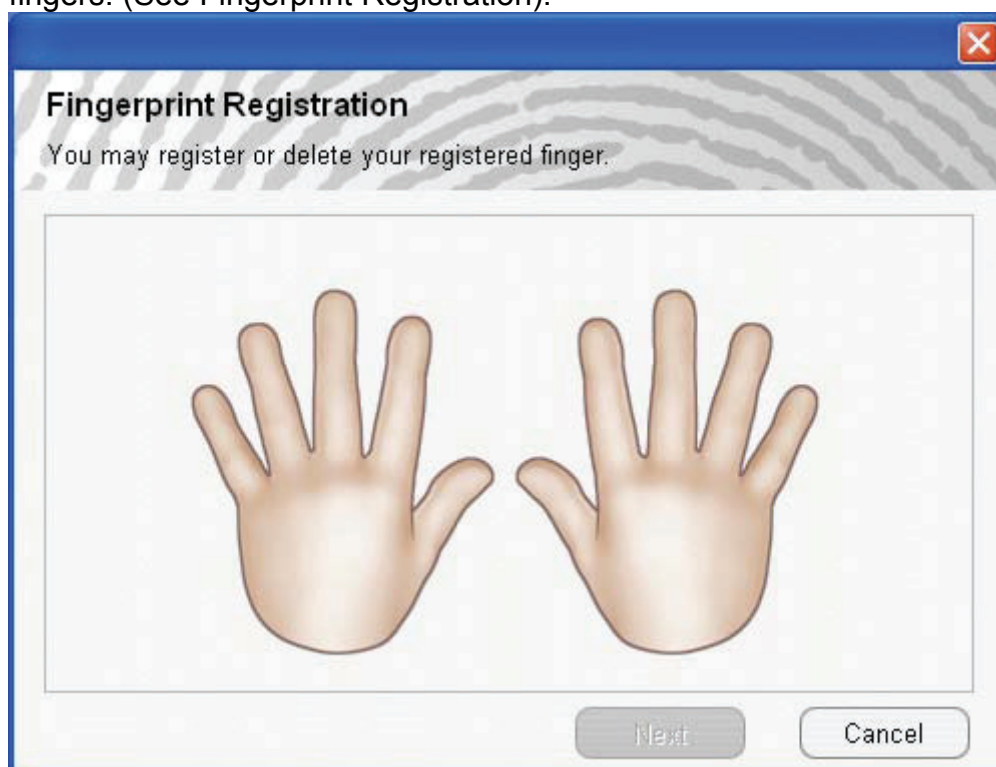 fingers. (See Fingerprint Registration).
Fingerprint Registration
You may register or delete your registered finger.
Next
Cancel